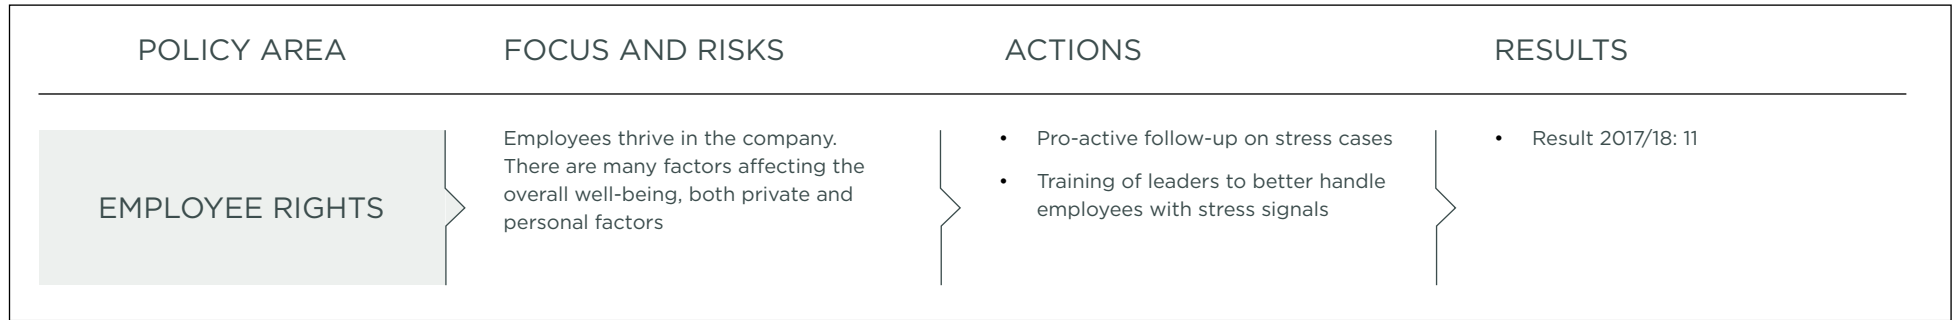 POLICY AREA
FOCUS AND RISKS
ACTIONS
RESULTS
EMPLOYEE RIGHTS
Employees thrive in the company.
There are many factors affecting the
overall well-being, both private and
personal factors
• Pro-active follow-up on stress cases
• Training of leaders to better handle
employees with stress signals
• Result 2017/18: 11